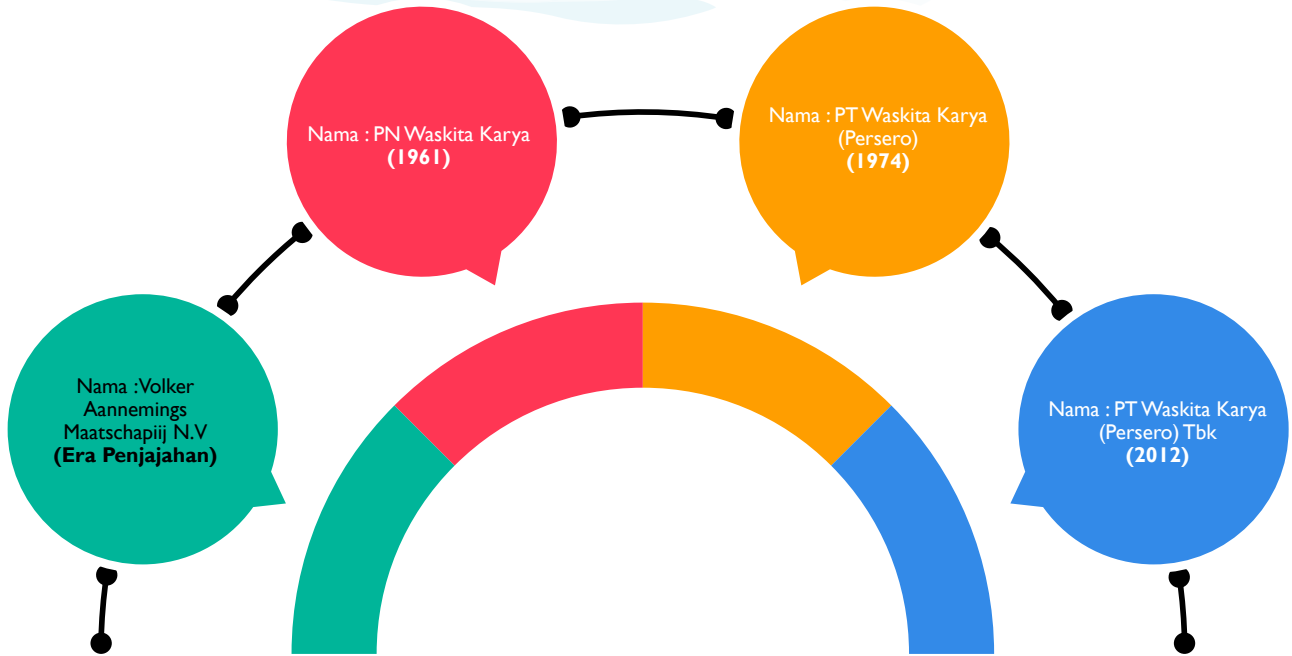 Nama : PN Waskita Karya
(1961)
Nama : PT Waskita Karya
(Persero)
(1974)
Nama :Volker
Aannemings
Maatschapiij N.V
(Era Penjajahan)
Nama : PT Waskita Karya
(Persero) Tbk
(2012)